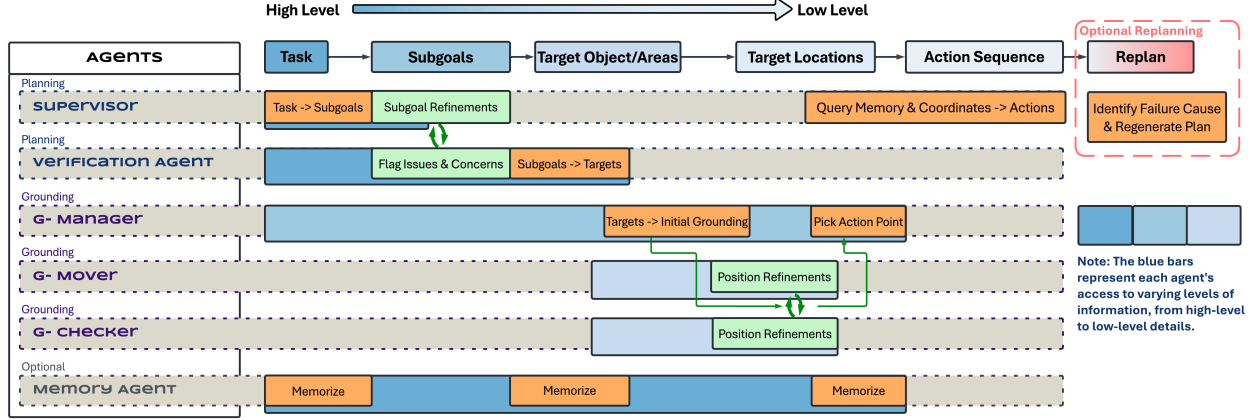 High Level
Low Level
Agents
Task
Subgoals
Target Object/Areas
Target Locations
Action Sequence
Optional Replanning
Replan
Planning
Supervisor
Task -> Subgoals
Subgoal Refinements
Query Memory & Coordinates -> Actions
Identify Failure Cause
& Regenerate Plan
Planning
Verification Agent
Flag Issues & Concerns
Subgoals -> Targets
Grounding
G- Manager
Targets -> Initial Grounding
Pick Action Point
Grounding
G- Mover
Position Refinements
Grounding
G- Checker
Position Refinements
Optional
Memory Agent
Memorize
Memorize
Memorize
Note: The blue bars
represent each agent's
access to varying levels of
information, from high-level
to low-level details.